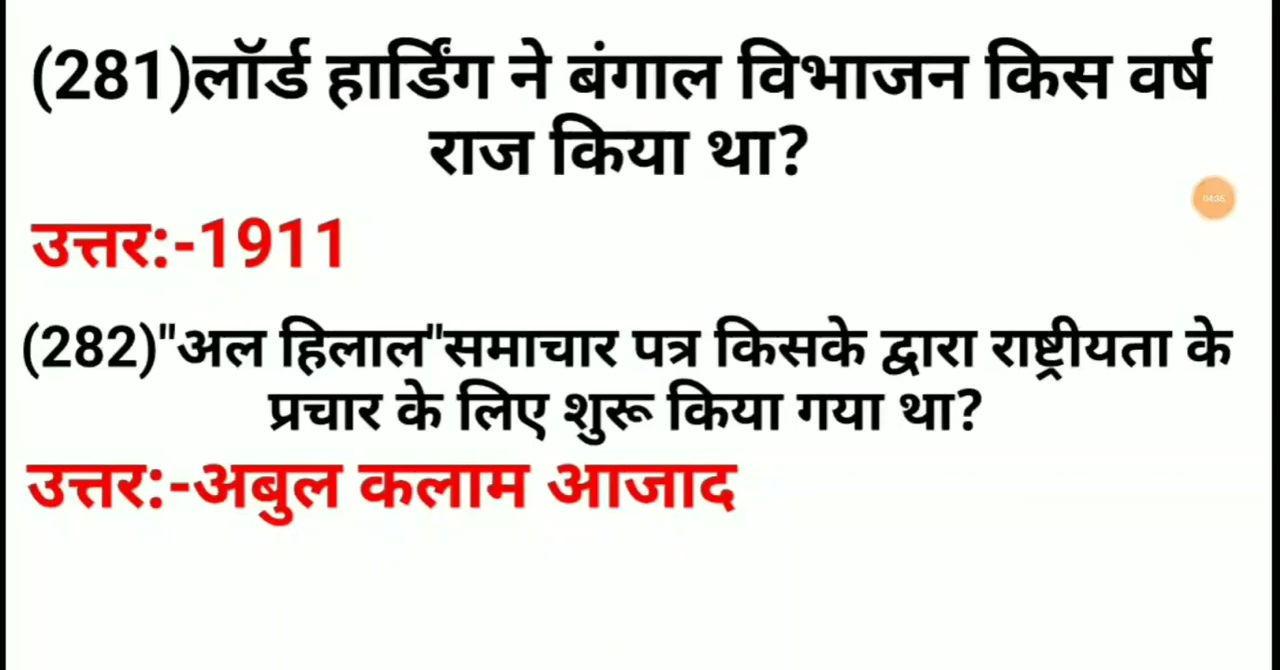 (281)लॉर्ड हार्डिंग ने बंगाल विभाजन किस वर्ष
राज किया था?
उत्तर:-1911
(282)"अल हिलाल"समाचार पत्र किसके द्वारा राष्ट्रीयता के
प्रचार के लिए शुरू किया गया था?
उत्तर:-अबुल कलाम आजाद